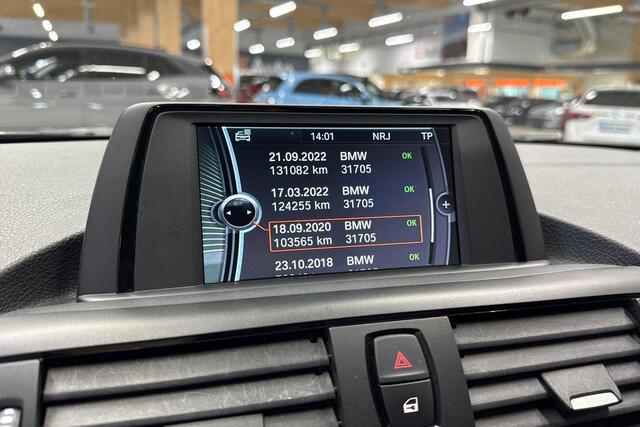 14:01 NRJ TP
21.09.2022 BMW OK
131082 km 31705
17.03.2022 BMW OK
124255 km 31705
18.09.2020 BMW OK
103565 km 31705
23.10.2018 BMW OK